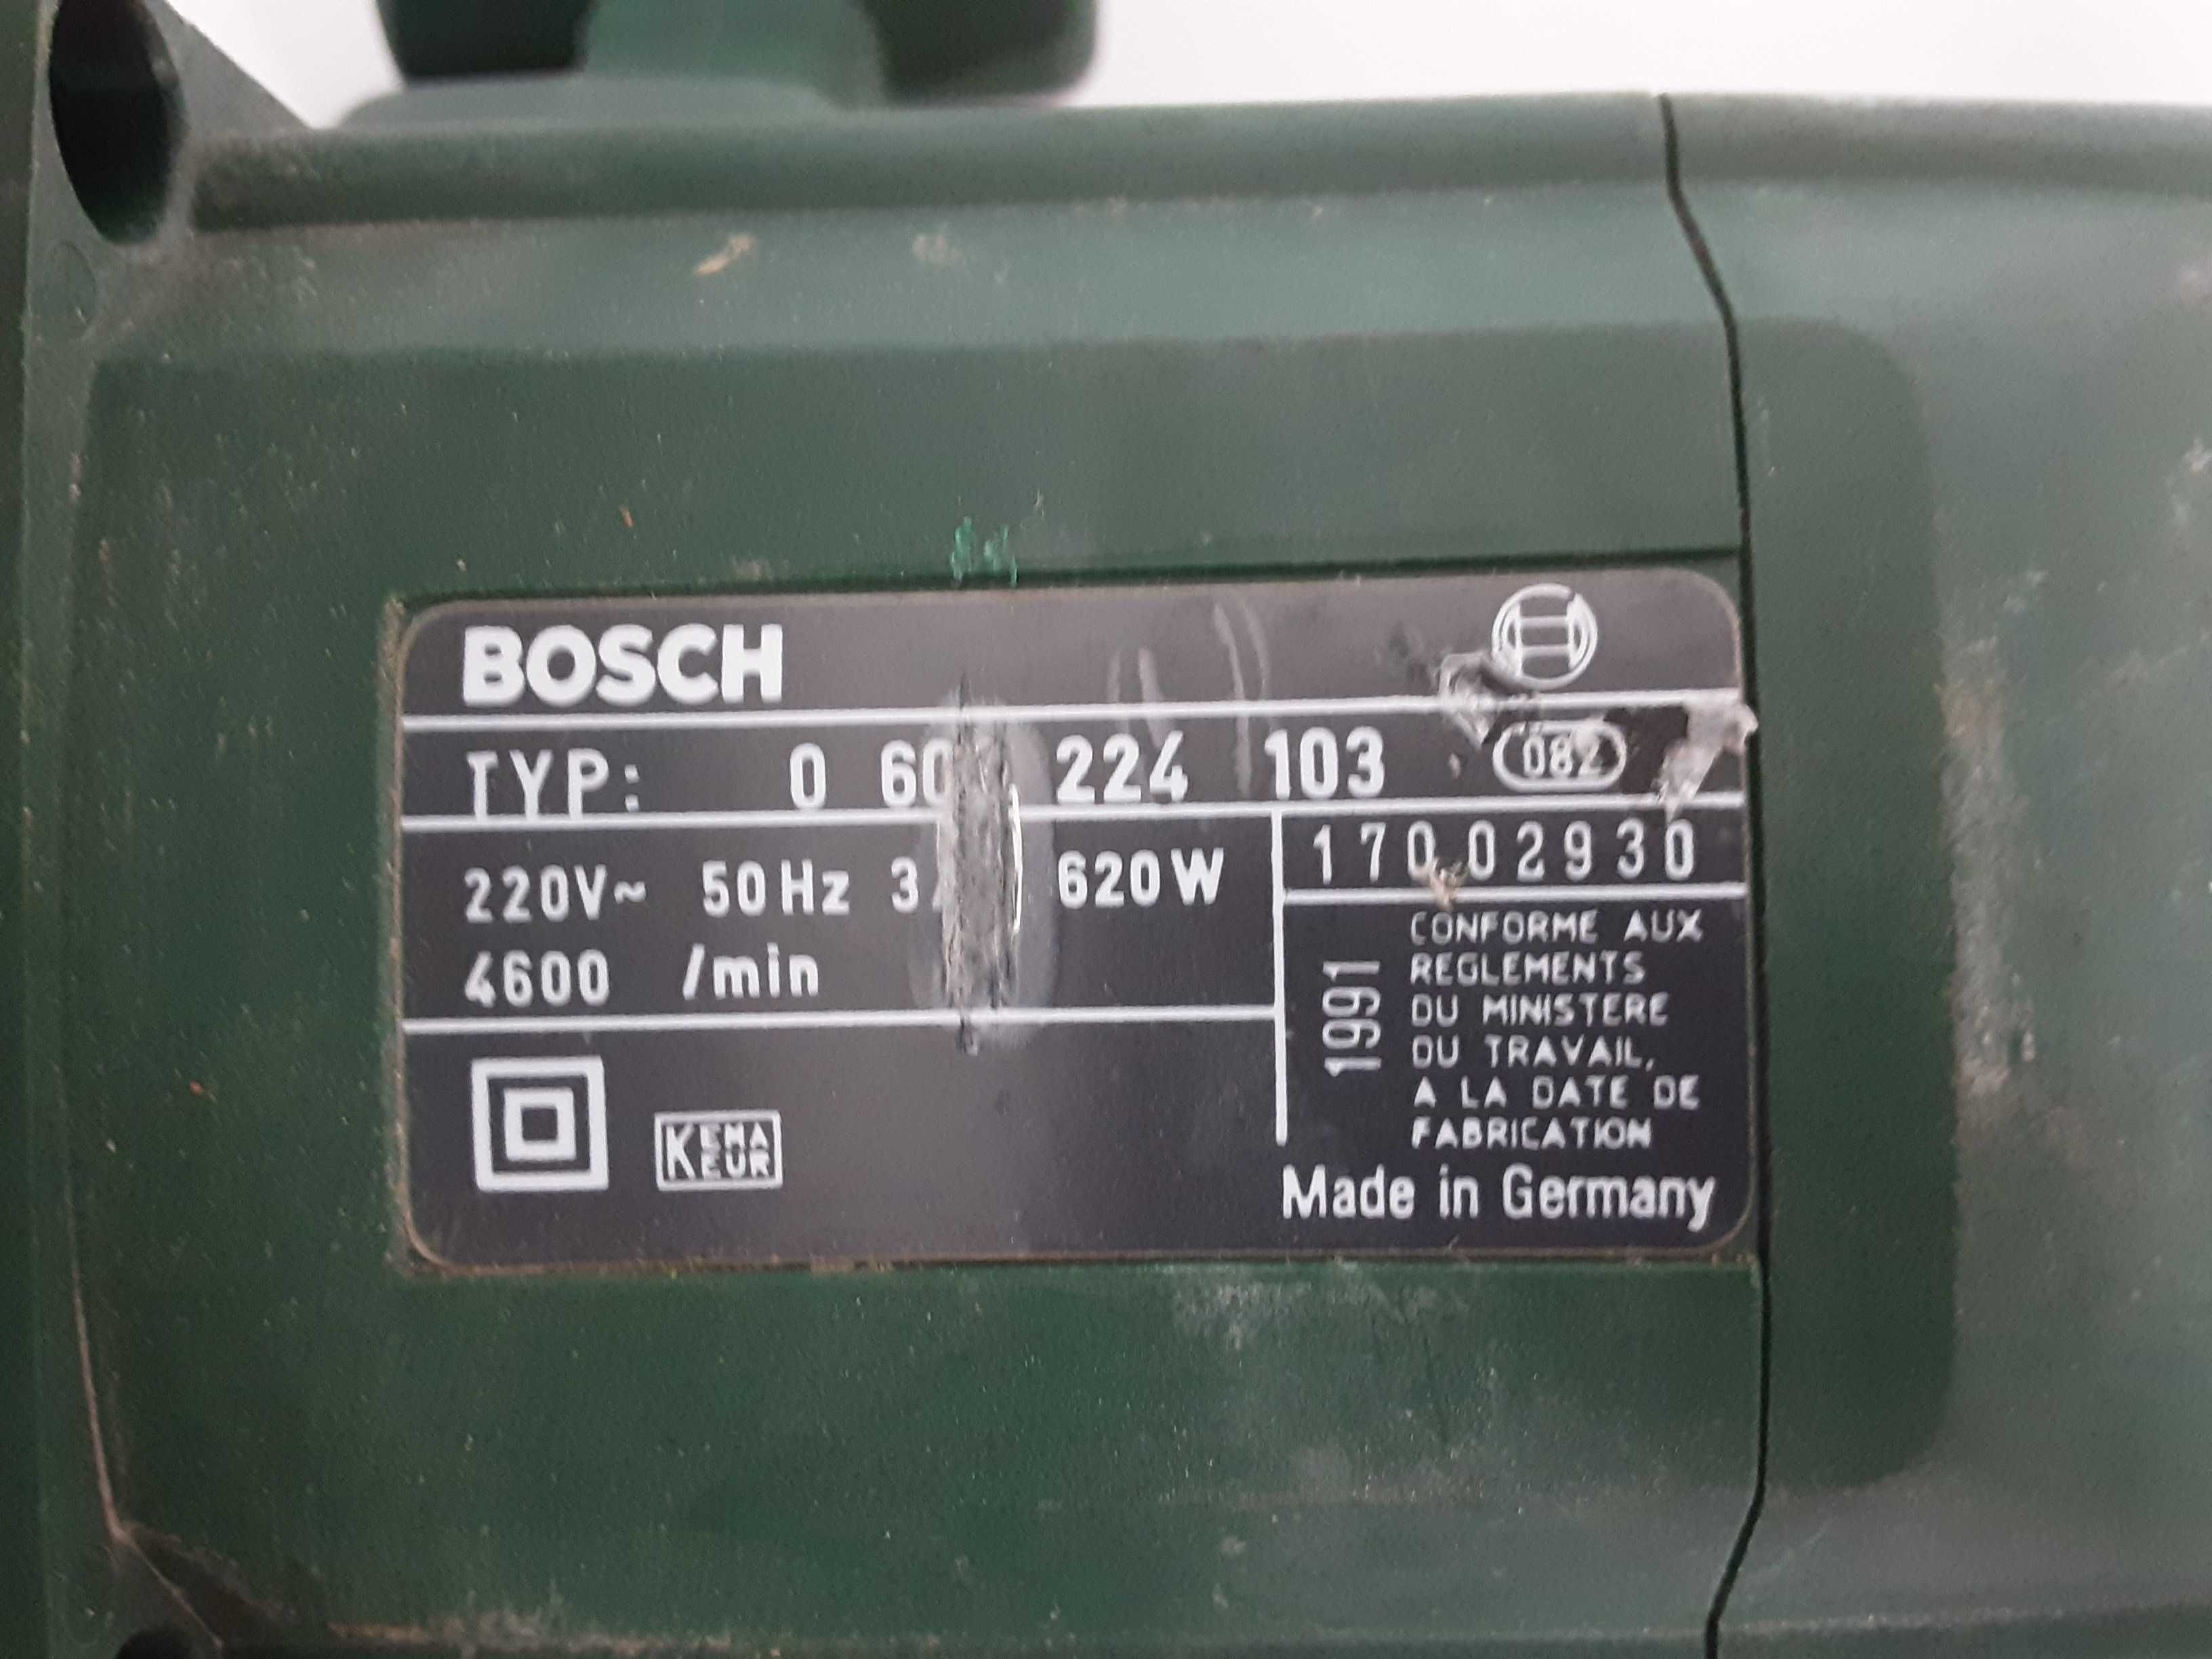 BOSCH
TYP: 0 60 224 103 082
220V~ 50Hz 3 620W
4600 /min
17002930
1991
CONFORME AUX
REGLEMENTS
DU MINISTERE
DU TRAVAIL,
A LA DATE DE
FABRICATION
KEMA
KEUR
Made in Germany